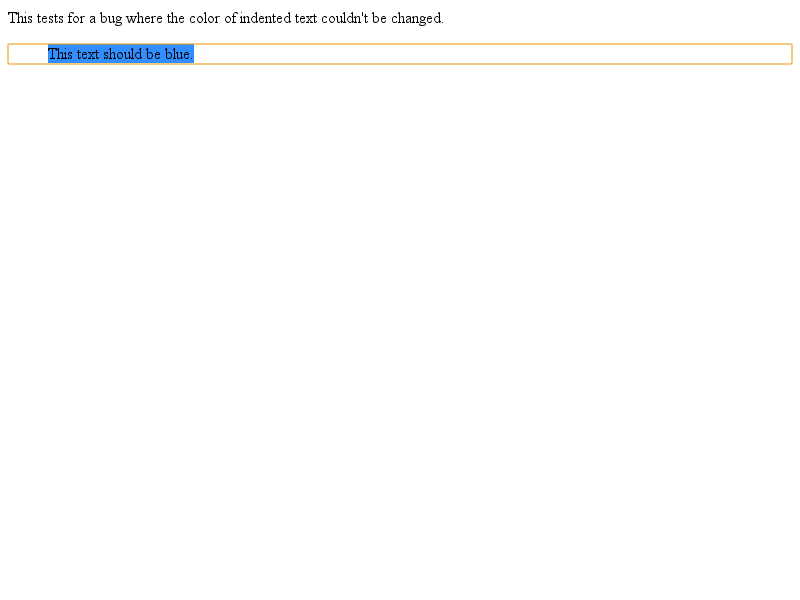 This tests for a bug where the color of indented text couldn't be changed.
This text should be blue.